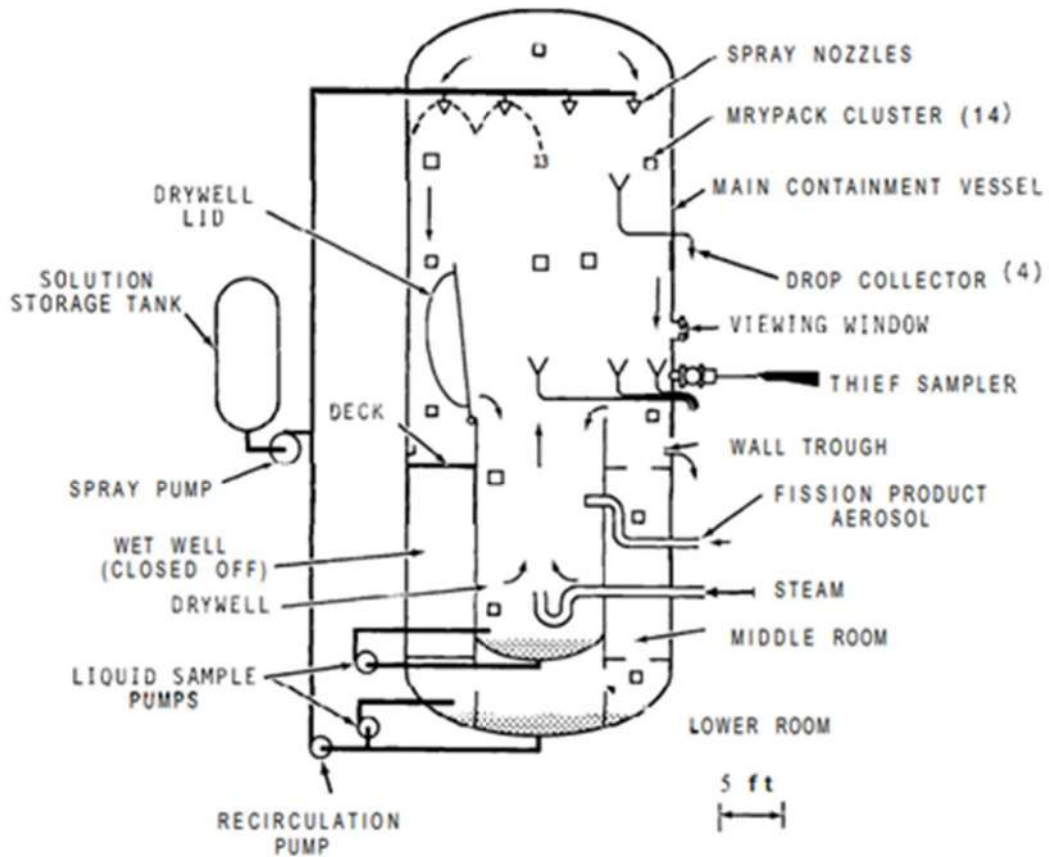 SPRAY NOZZLES
MRYPACK CLUSTER (14)
13
MAIN CONTAINMENT VESSEL
DRYWELL
LID
SOLUTION
STORAGE TANK
DROP COLLECTOR (4)
VIEWING WINDOW
THIEF SAMPLER
DECK
WALL TROUGH
SPRAY PUMP
FISSION PRODUCT
AEROSOL
WET WELL
(CLOSED OFF)
STEAM
DRYWELL
MIDDLE ROOM
LIQUID SAMPLE
PUMPS
LOWER ROOM
5 ft
RECIRCULATION
PUMP